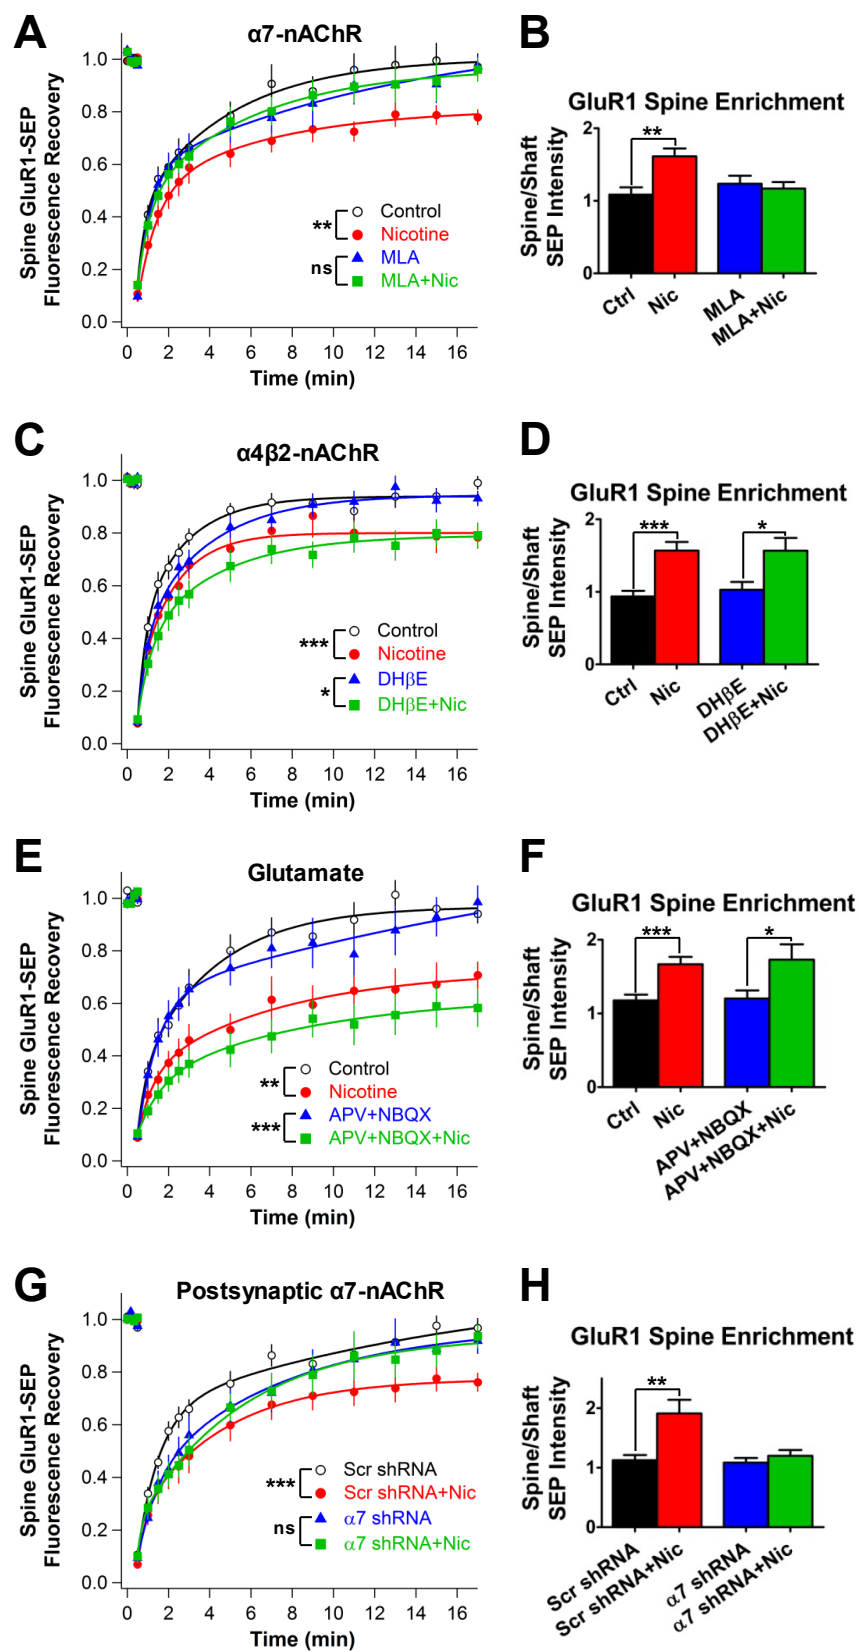 A
α7-nAChR
Spine GluR1-SEP
Fluorescence Recovery
1.0
0.8
0.6
0.4
0.2
0.0
** Control
Nicotine
ns MLA
MLA+Nic
0 2 4 6 8 10 12 14 16
Time (min)
B
GluR1 Spine Enrichment
Spine/Shaft
SEP Intensity
2
1
0
**
Ctrl Nic MLA MLA+Nic
C
α4β2-nAChR
Spine GluR1-SEP
Fluorescence Recovery
1.0
0.8
0.6
0.4
0.2
0.0
*** Control
Nicotine
* DHβE
DHβE+Nic
0 2 4 6 8 10 12 14 16
Time (min)
D
GluR1 Spine Enrichment
Spine/Shaft
SEP Intensity
2
1
0
*** *
Ctrl Nic DHβE DHβE+Nic
E
Glutamate
Spine GluR1-SEP
Fluorescence Recovery
1.0
0.8
0.6
0.4
0.2
0.0
** Control
Nicotine
*** APV+NBQX
APV+NBQX+Nic
0 2 4 6 8 10 12 14 16
Time (min)
F
GluR1 Spine Enrichment
Spine/Shaft
SEP Intensity
2
1
0
*** *
Ctrl Nic APV+NBQX APV+NBQX+Nic
G
Postsynaptic α7-nAChR
Spine GluR1-SEP
Fluorescence Recovery
1.0
0.8
0.6
0.4
0.2
0.0
*** Scr shRNA
Scr shRNA+Nic
ns α7 shRNA
α7 shRNA+Nic
0 2 4 6 8 10 12 14 16
Time (min)
H
GluR1 Spine Enrichment
Spine/Shaft
SEP Intensity
2
1
0
**
Scr shRNA Scr shRNA+Nic α7 shRNA α7 shRNA+Nic